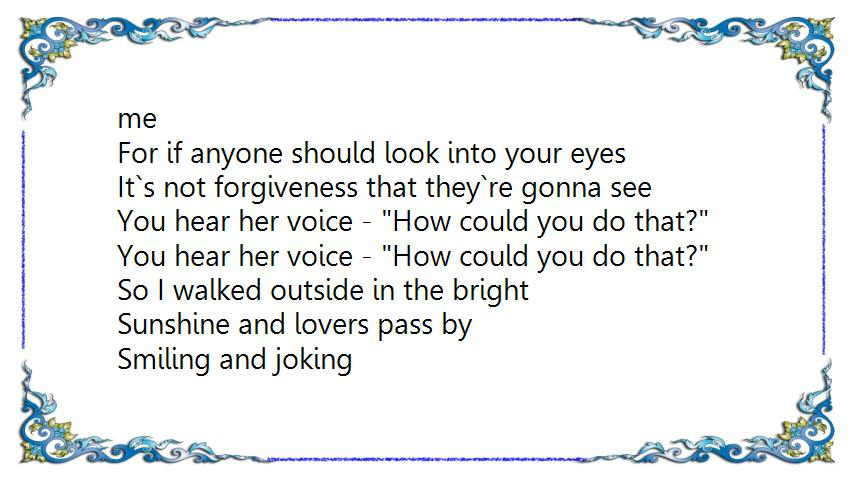 me
For if anyone should look into your eyes
It`s not forgiveness that they`re gonna see
You hear her voice - "How could you do that?"
You hear her voice - "How could you do that?"
So I walked outside in the bright
Sunshine and lovers pass by
Smiling and joking